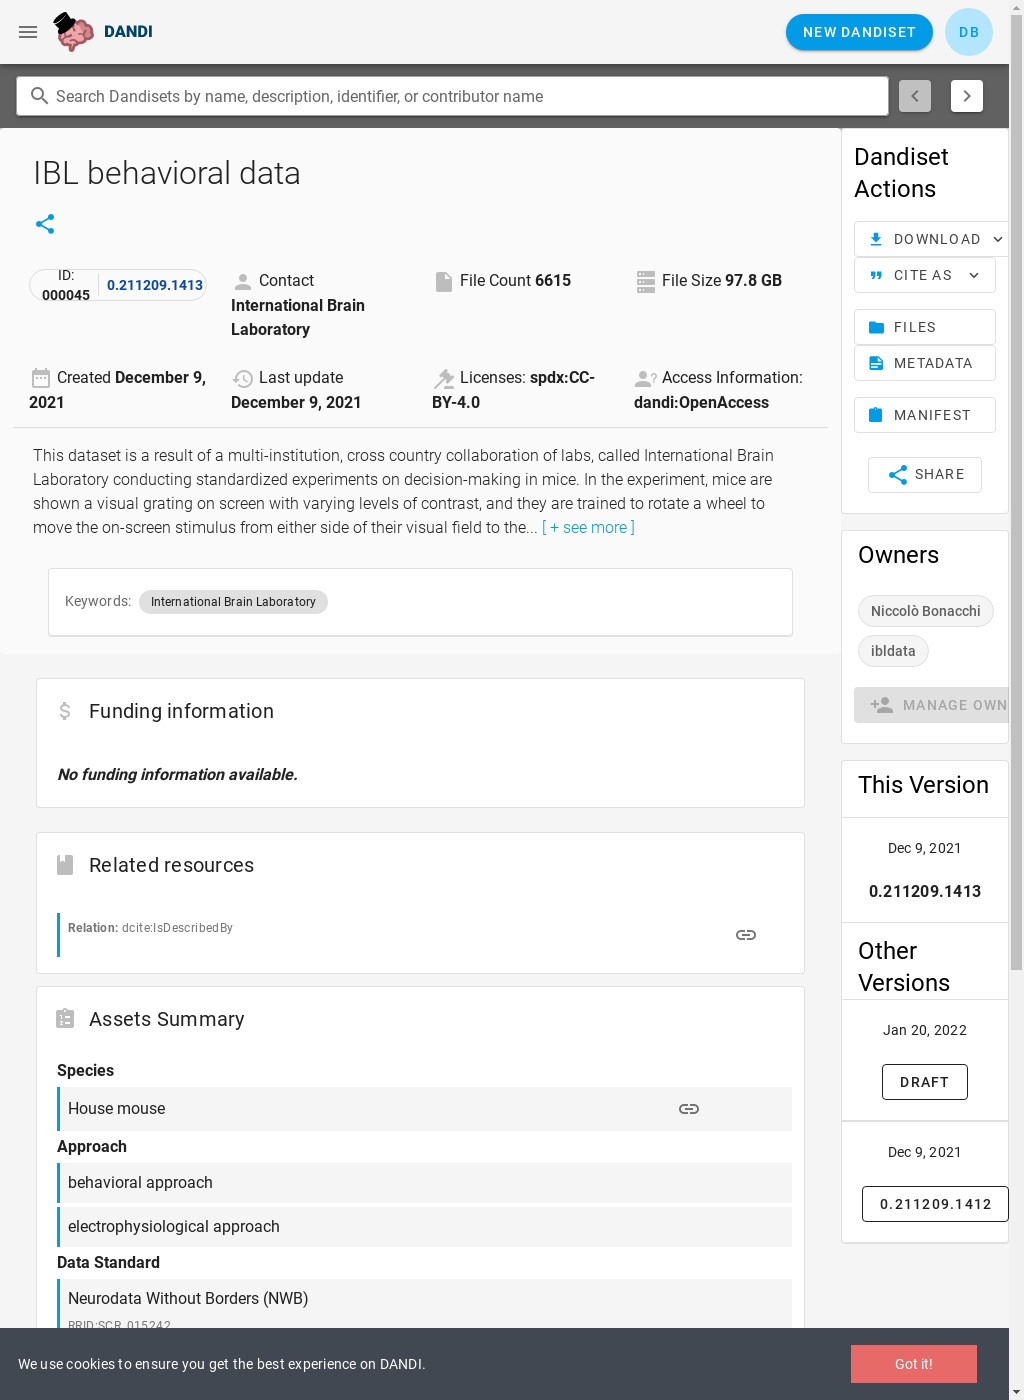 DANDI
NEW DANDISET
DB
Search Dandisets by name, description, identifier, or contributor name
IBL behavioral data
ID:
000045
0.211209.1413
Contact
International Brain
Laboratory
File Count 6615
File Size 97.8 GB
Created December 9,
2021
Last update
December 9, 2021
Licenses: spdx:CC-
BY-4.0
Access Information:
dandi:OpenAccess
This dataset is a result of a multi-institution, cross country collaboration of labs, called International Brain
Laboratory conducting standardized experiments on decision-making in mice. In the experiment, mice are
shown a visual grating on screen with varying levels of contrast, and they are trained to rotate a wheel to
move the on-screen stimulus from either side of their visual field to the... [ + see more ]
Keywords: International Brain Laboratory
Funding information
No funding information available.
Related resources
Relation: dcite:IsDescribedBy
Assets Summary
Species
House mouse
Approach
behavioral approach
electrophysiological approach
Data Standard
Neurodata Without Borders (NWB)
RRID:SCR_015242
Dandiset
Actions
DOWNLOAD
CITE AS
FILES
METADATA
MANIFEST
SHARE
Owners
Niccolò Bonacchi
ibldata
MANAGE OWN
This Version
Dec 9, 2021
0.211209.1413
Other
Versions
Jan 20, 2022
DRAFT
Dec 9, 2021
0.211209.1412
We use cookies to ensure you get the best experience on DANDI.
Got it!